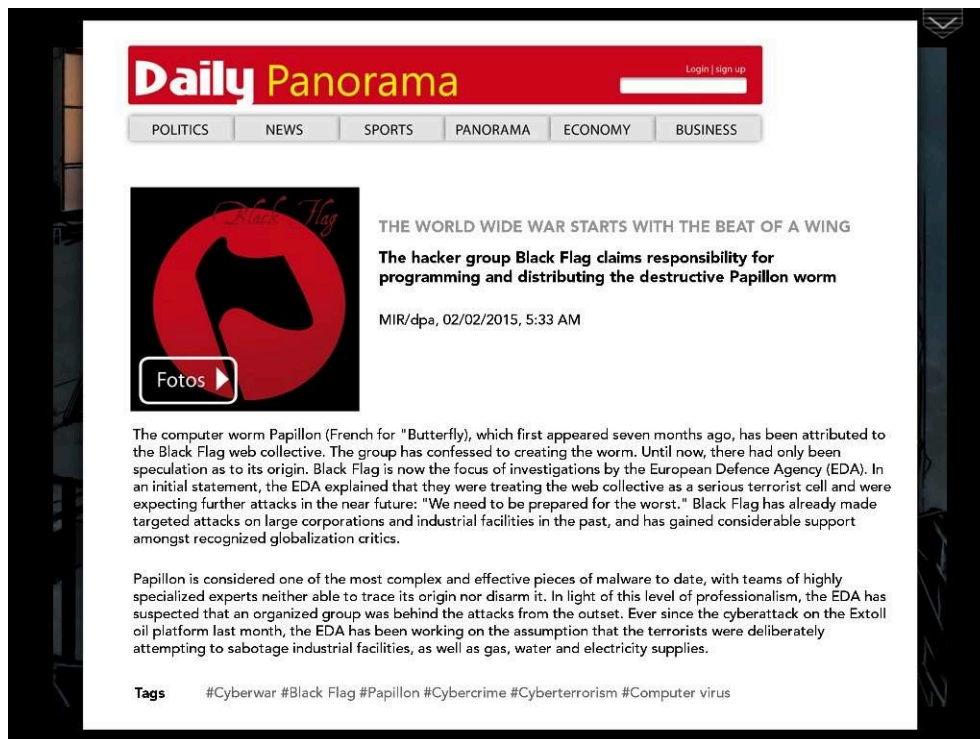 Daily Panorama
Login | sign up
POLITICS NEWS SPORTS PANORAMA ECONOMY BUSINESS
Black Flag
THE WORLD WIDE WAR STARTS WITH THE BEAT OF A WING
The hacker group Black Flag claims responsibility for
programming and distributing the destructive Papillon worm
MIR/dpa, 02/02/2015, 5:33 AM
Fotos
The computer worm Papillon (French for "Butterfly), which first appeared seven months ago, has been attributed to
the Black Flag web collective. The group has confessed to creating the worm. Until now, there had only been
speculation as to its origin. Black Flag is now the focus of investigations by the European Defence Agency (EDA). In
an initial statement, the EDA explained that they were treating the web collective as a serious terrorist cell and were
expecting further attacks in the near future: "We need to be prepared for the worst." Black Flag has already made
targeted attacks on large corporations and industrial facilities in the past, and has gained considerable support
amongst recognized globalization critics.
Papillon is considered one of the most complex and effective pieces of malware to date, with teams of highly
specialized experts neither able to trace its origin nor disarm it. In light of this level of professionalism, the EDA has
suspected that an organized group was behind the attacks from the outset. Ever since the cyberattack on the Extoll
oil platform last month, the EDA has been working on the assumption that the terrorists were deliberately
attempting to sabotage industrial facilities, as well as gas, water and electricity supplies.
Tags #Cyberwar #Black Flag #Papillon #Cybercrime #Cyberterrorism #Computer virus